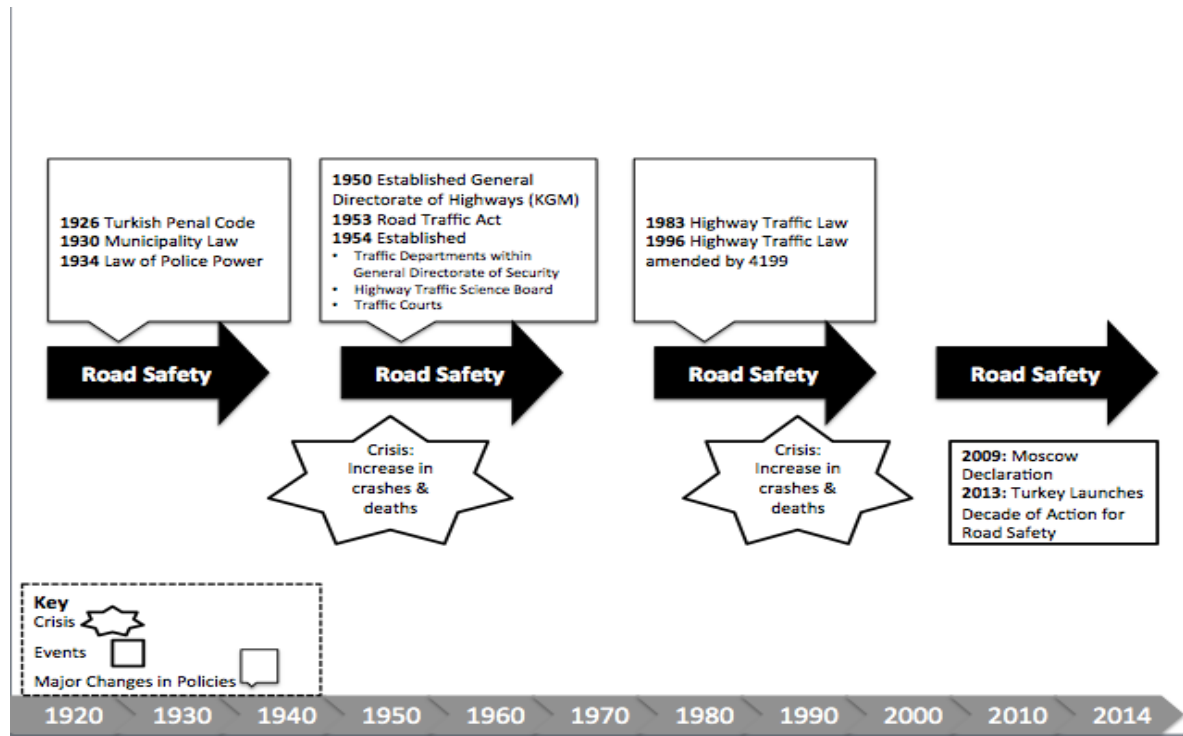 1926 Turkish Penal Code
1930 Municipality Law
1934 Law of Police Power
1950 Established General
Directorate of Highways (KGM)
1953 Road Traffic Act
1954 Established
• Traffic Departments within
General Directorate of Security
• Highway Traffic Science Board
• Traffic Courts
1983 Highway Traffic Law
1996 Highway Traffic Law
amended by 4199
Road Safety
Road Safety
Road Safety
Road Safety
Crisis:
Increase in
crashes &
deaths
Crisis:
Increase in
crashes &
deaths
2009: Moscow
Declaration
2013: Turkey Launches
Decade of Action for
Road Safety
Key
Crisis
Events
Major Changes in Policies
1920 1930 1940 1950 1960 1970 1980 1990 2000 2010 2014